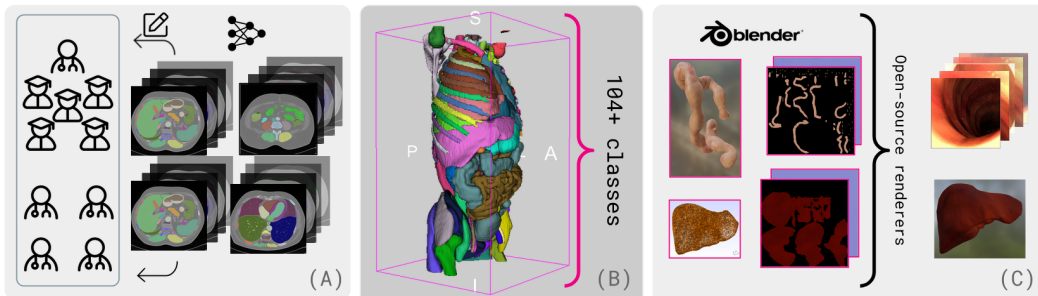 (A)
S
P
L
A
I
104+ classes
(B)
blender
Open-source renderers
(C)